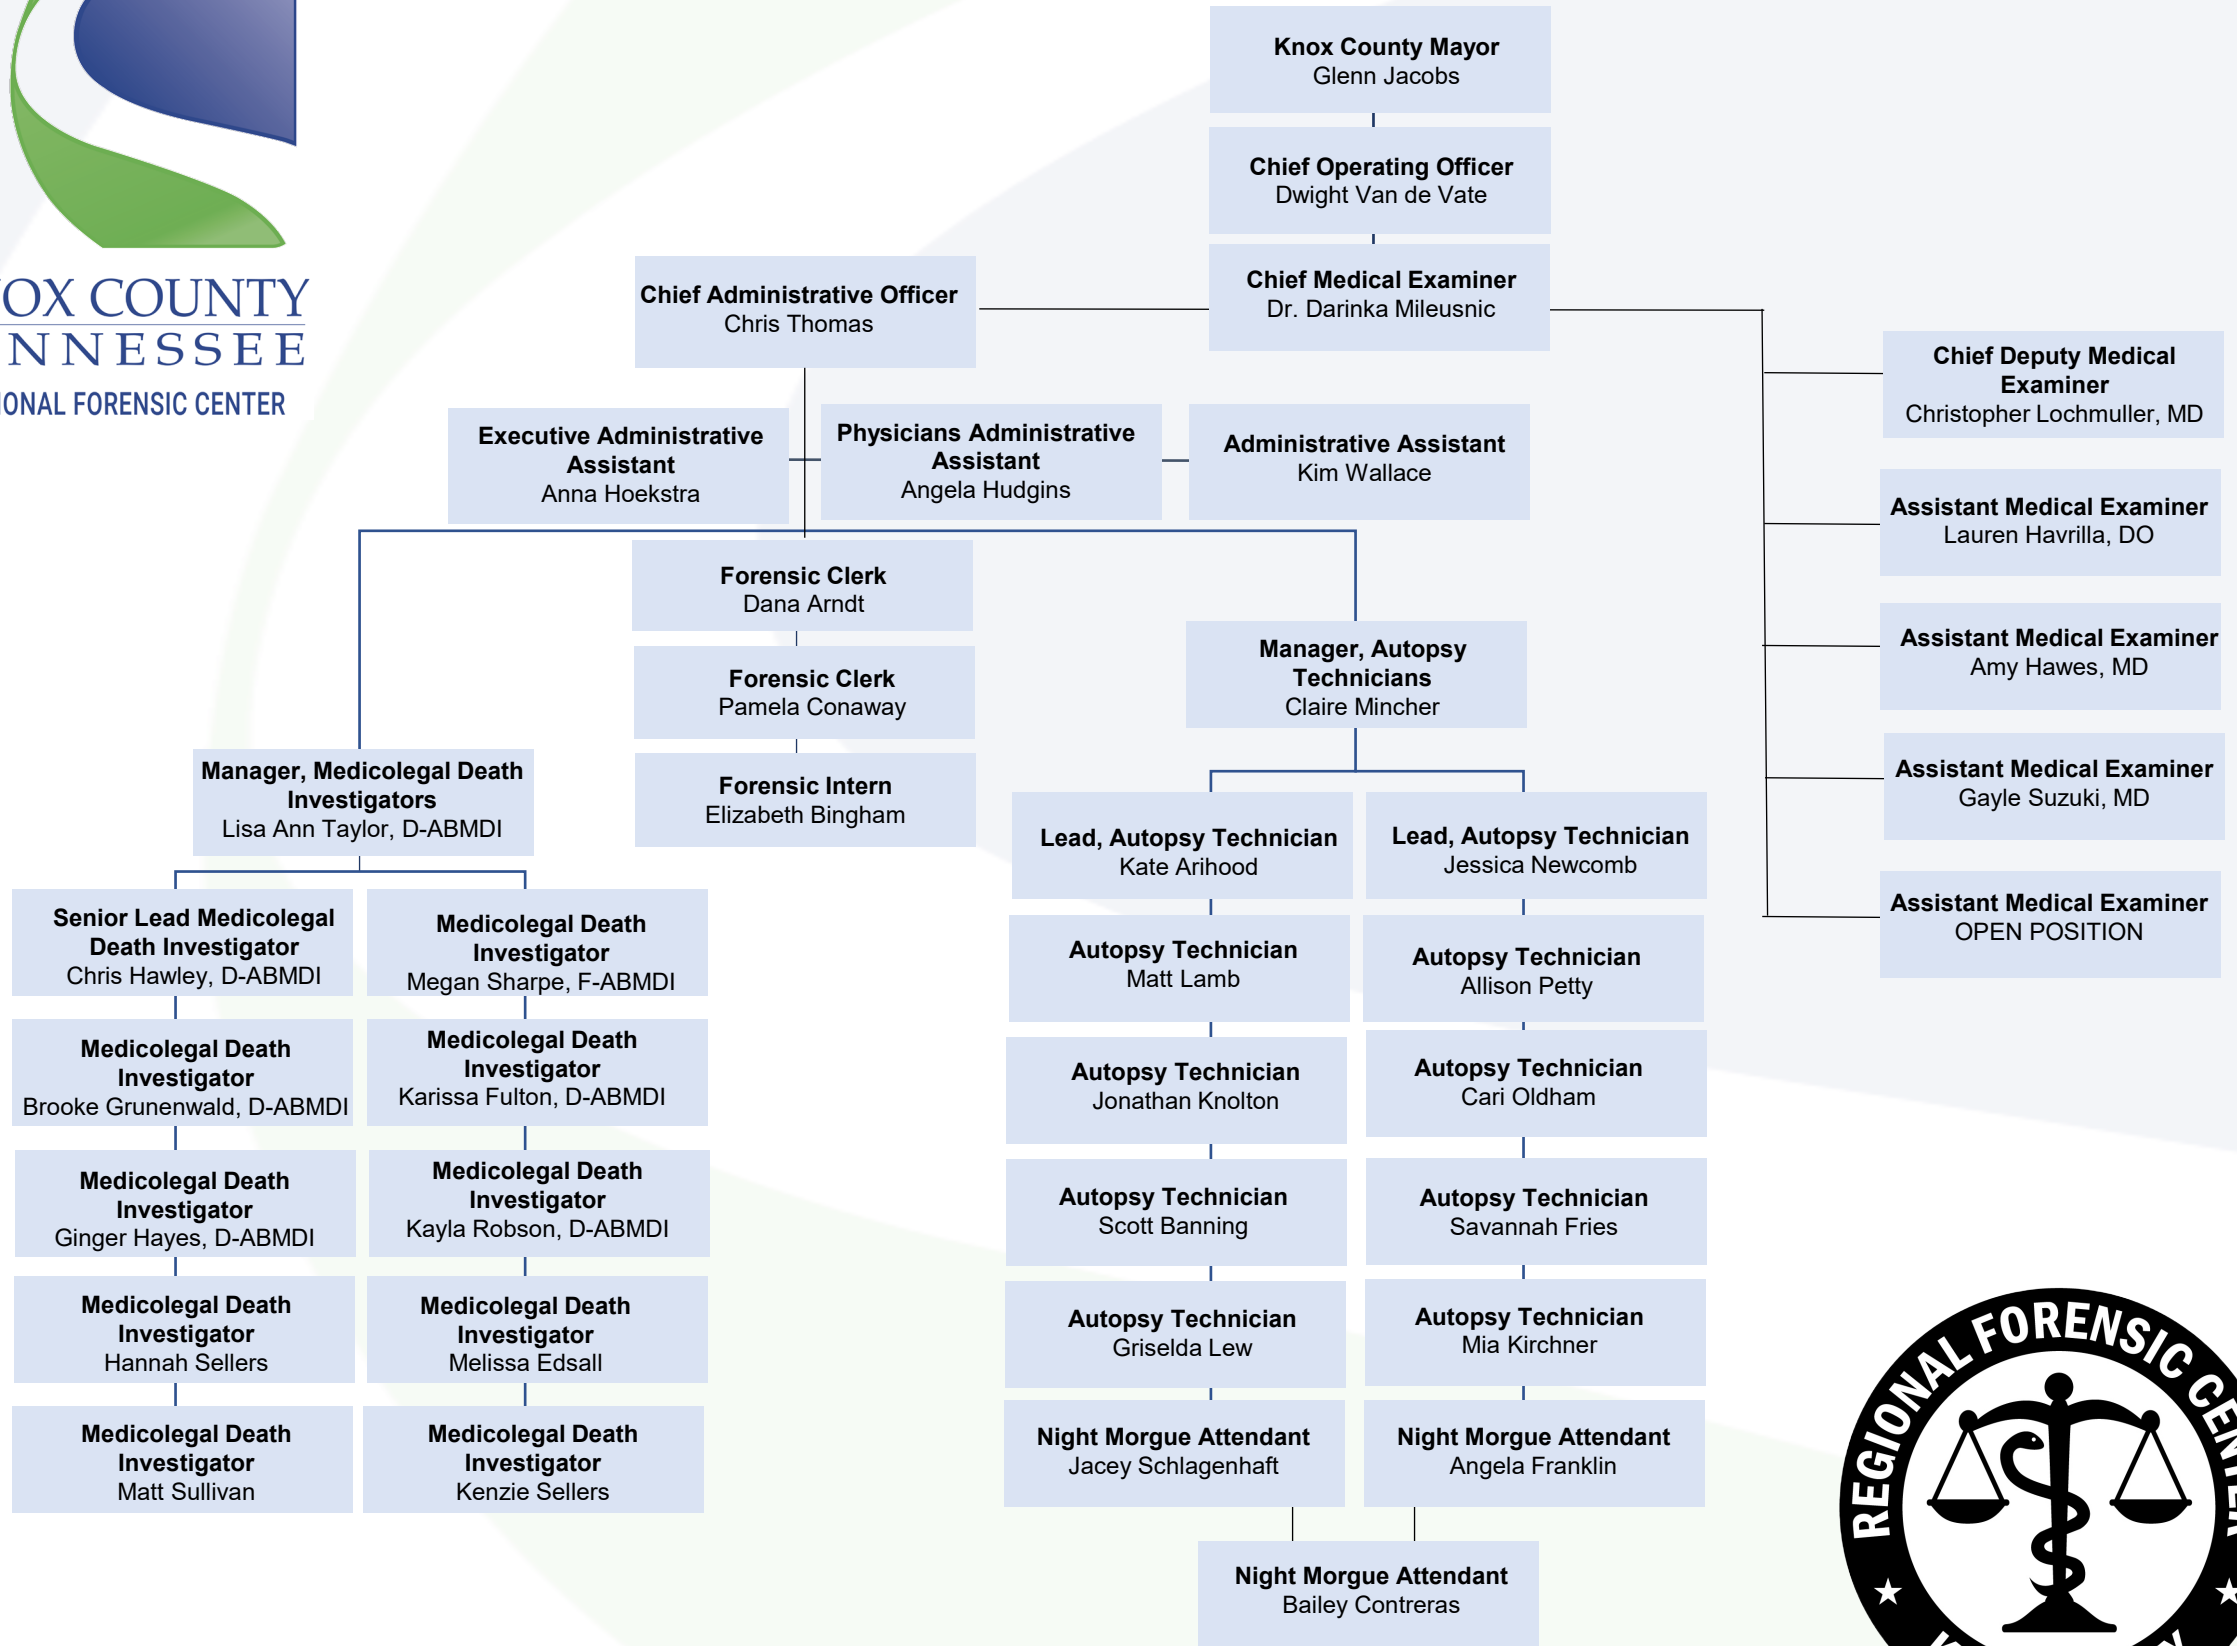 Knox County Mayor
Glenn Jacobs
Chief Operating Officer
Dwight Van de Vate
Chief Medical Examiner
Dr. Darinka Mileusnic
Chief Administrative Officer
Chris Thomas
OX COUNTY
NNESSEE
IONAL FORENSIC CENTER
Chief Deputy Medical
Examiner
Christopher Lochmuller, MD
Assistant Medical Examiner
Lauren Havrilla, DO
Assistant Medical Examiner
Amy Hawes, MD
Assistant Medical Examiner
Gayle Suzuki, MD
Assistant Medical Examiner
OPEN POSITION
Executive Administrative
Assistant
Anna Hoekstra
Physicians Administrative
Assistant
Angela Hudgins
Administrative Assistant
Kim Wallace
Forensic Clerk
Dana Arndt
Forensic Clerk
Pamela Conaway
Forensic Intern
Elizabeth Bingham
Manager, Medicolegal Death
Investigators
Lisa Ann Taylor, D-ABMDI
Senior Lead Medicolegal
Death Investigator
Chris Hawley, D-ABMDI
Medicolegal Death
Investigator
Brooke Grunenwald, D-ABMDI
Medicolegal Death
Investigator
Ginger Hayes, D-ABMDI
Medicolegal Death
Investigator
Hannah Sellers
Medicolegal Death
Investigator
Matt Sullivan
Medicolegal Death
Investigator
Megan Sharpe, F-ABMDI
Medicolegal Death
Investigator
Karissa Fulton, D-ABMDI
Medicolegal Death
Investigator
Kayla Robson, D-ABMDI
Medicolegal Death
Investigator
Melissa Edsall
Medicolegal Death
Investigator
Kenzie Sellers
Manager, Autopsy
Technicians
Claire Mincher
Lead, Autopsy Technician
Kate Arihood
Autopsy Technician
Matt Lamb
Autopsy Technician
Jonathan Knolton
Autopsy Technician
Scott Banning
Autopsy Technician
Griselda Lew
Night Morgue Attendant
Jacey Schlagenhaft
Lead, Autopsy Technician
Jessica Newcomb
Autopsy Technician
Allison Petty
Autopsy Technician
Cari Oldham
Autopsy Technician
Savannah Fries
Autopsy Technician
Mia Kirchner
Night Morgue Attendant
Angela Franklin
Night Morgue Attendant
Bailey Contreras
REGIONAL FORENSIC CENTER